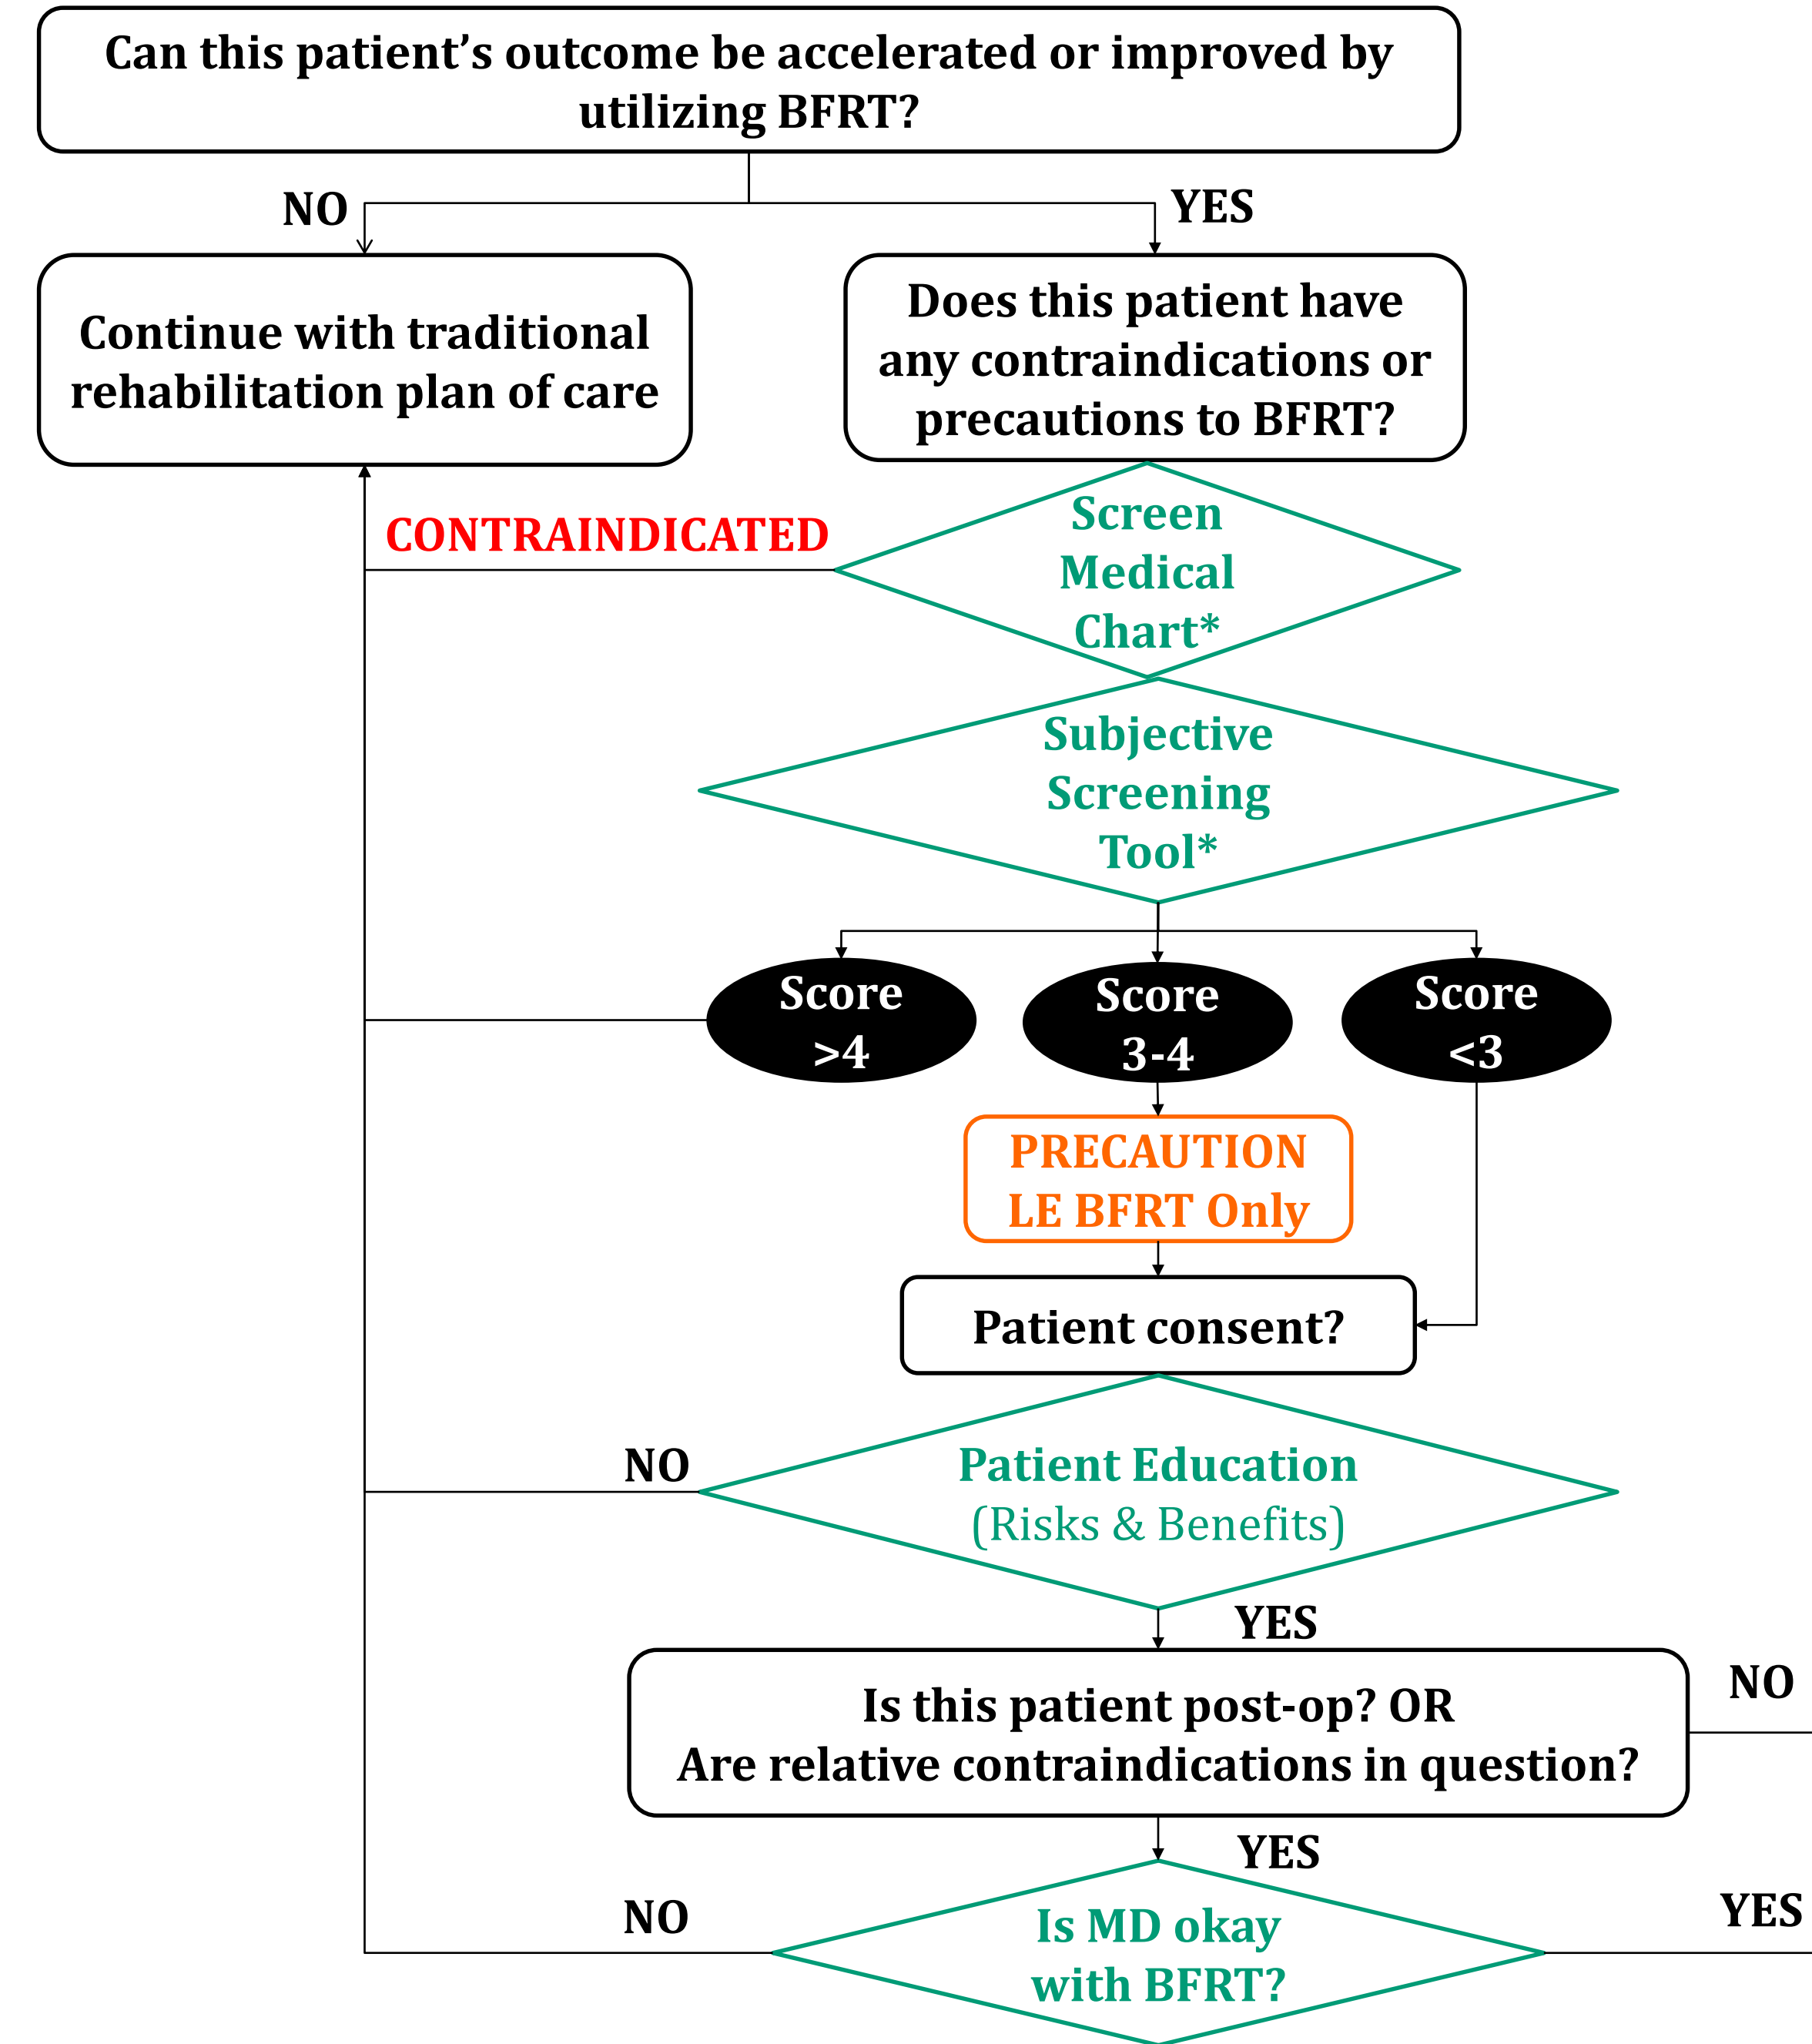 Can this patient’s outcome be accelerated or improved by
utilizing BFRT?
NO
YES
Continue with traditional
rehabilitation plan of care
Does this patient have
any contraindications or
precautions to BFRT?
CONTRAINDICATED
Screen
Medical
Chart*
Subjective
Screening
Tool*
Score
>4
Score
3-4
Score
<3
PRECAUTION
LE BFRT Only
Patient consent?
NO
Patient Education
(Risks & Benefits)
YES
Is this patient post-op? OR
Are relative contraindications in question?
NO
YES
NO
Is MD okay
with BFRT?
YES